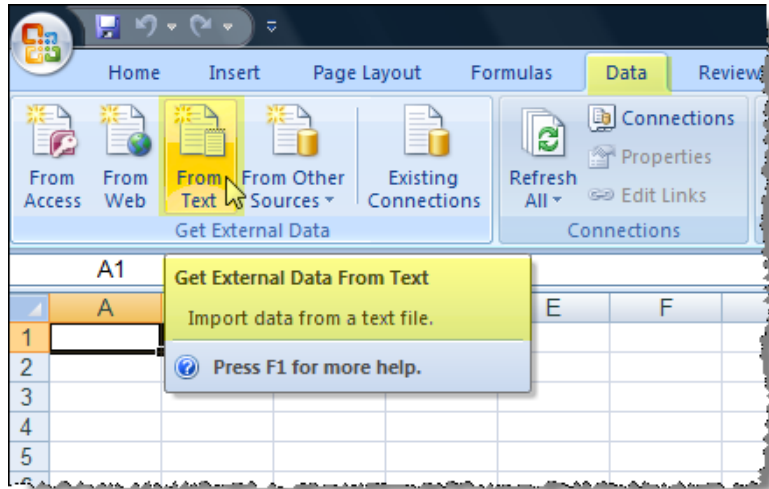 Home Insert Page Layout Formulas Data Review
From Access
From Web
From Text
From Other Sources
Existing Connections
Refresh All
Connections
Properties
Edit Links
Get External Data
Connections
A1
Get External Data From Text
Import data from a text file.
Press F1 for more help.
A E F
1
2
3
4
5